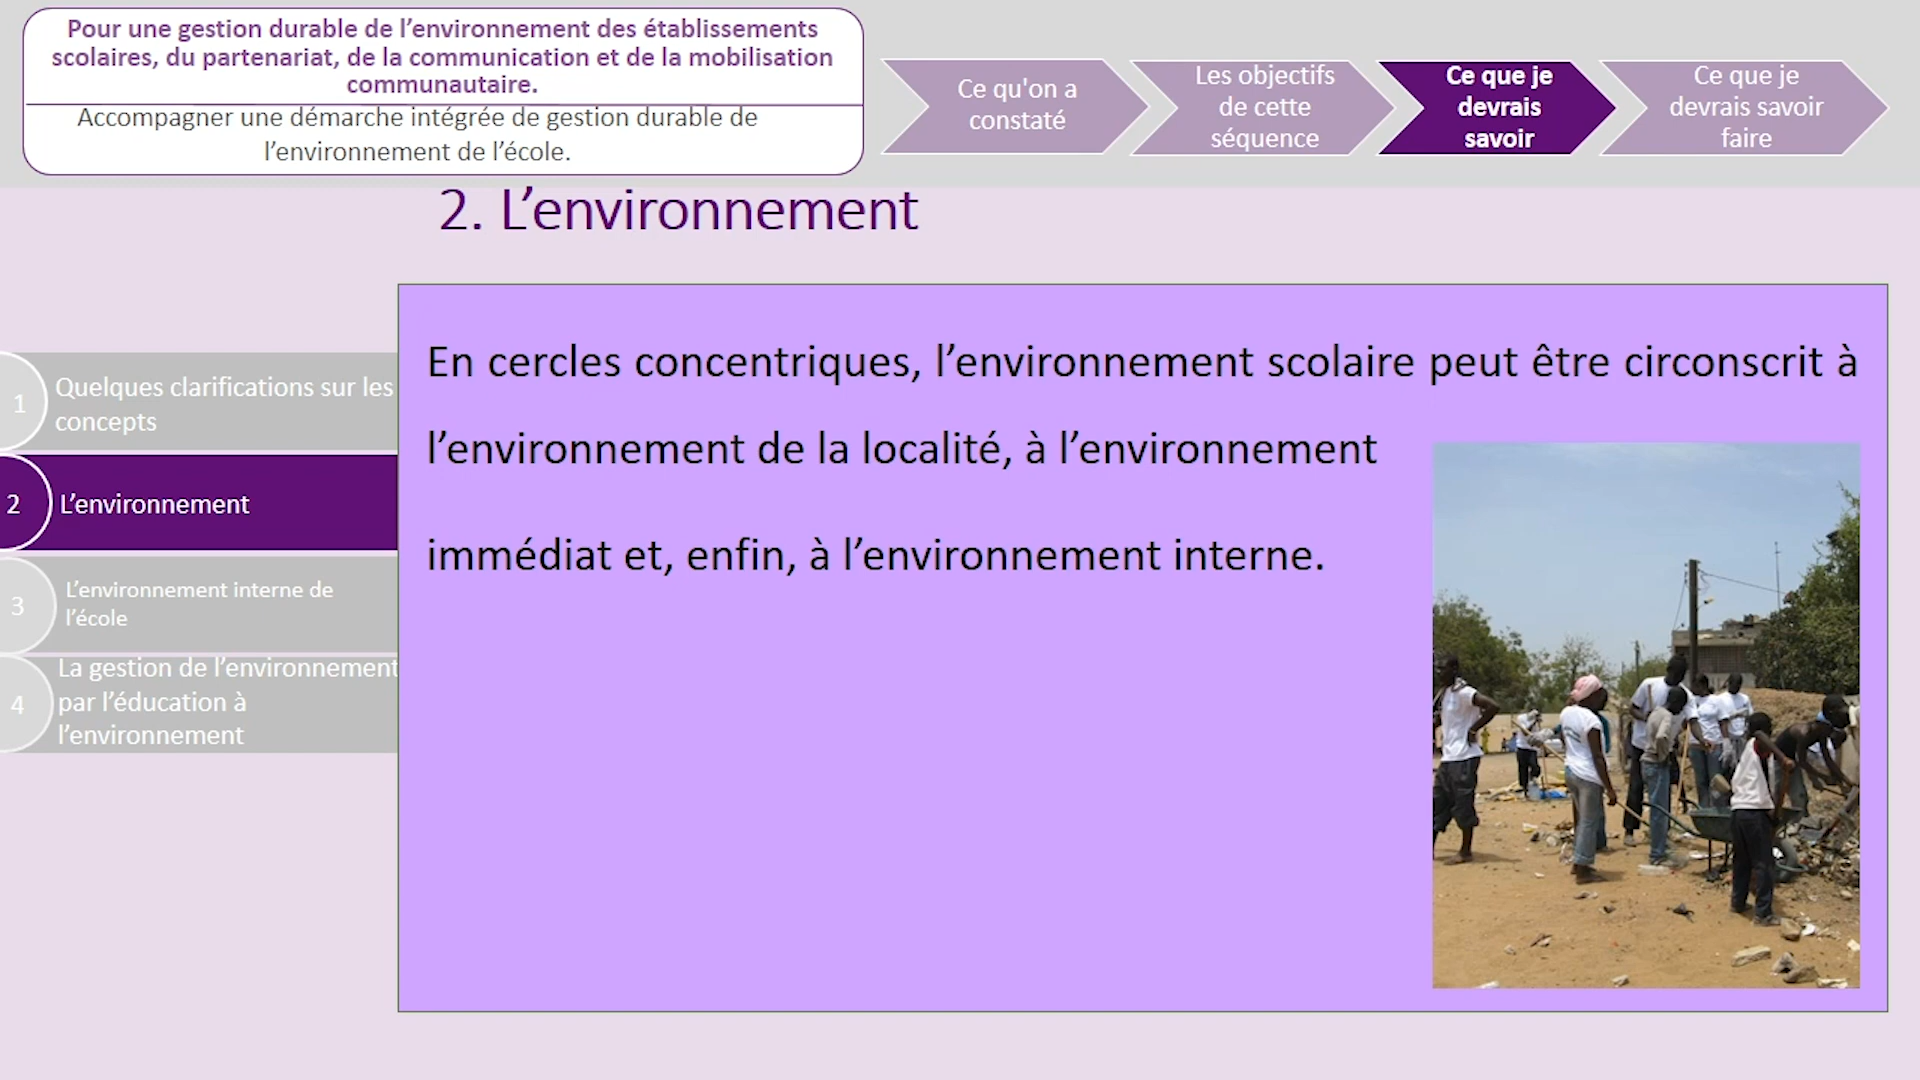 Pour une gestion durable de l’environnement des établissements
scolaires, du partenariat, de la communication et de la mobilisation
communautaire.
Accompagner une démarche intégrée de gestion durable de
l’environnement de l’école.
Ce qu'on a
constaté
Les objectifs
de cette
séquence
Ce que je
devrais
savoir
Ce que je
devrais savoir
faire
2. L’environnement
1
Quelques clarifications sur les
concepts
2
L’environnement
3
L’environnement interne de
l’école
4
La gestion de l’environnement
par l’éducation à
l’environnement
En cercles concentriques, l’environnement scolaire peut être circonscrit à
l’environnement de la localité, à l’environnement
immédiat et, enfin, à l’environnement interne.